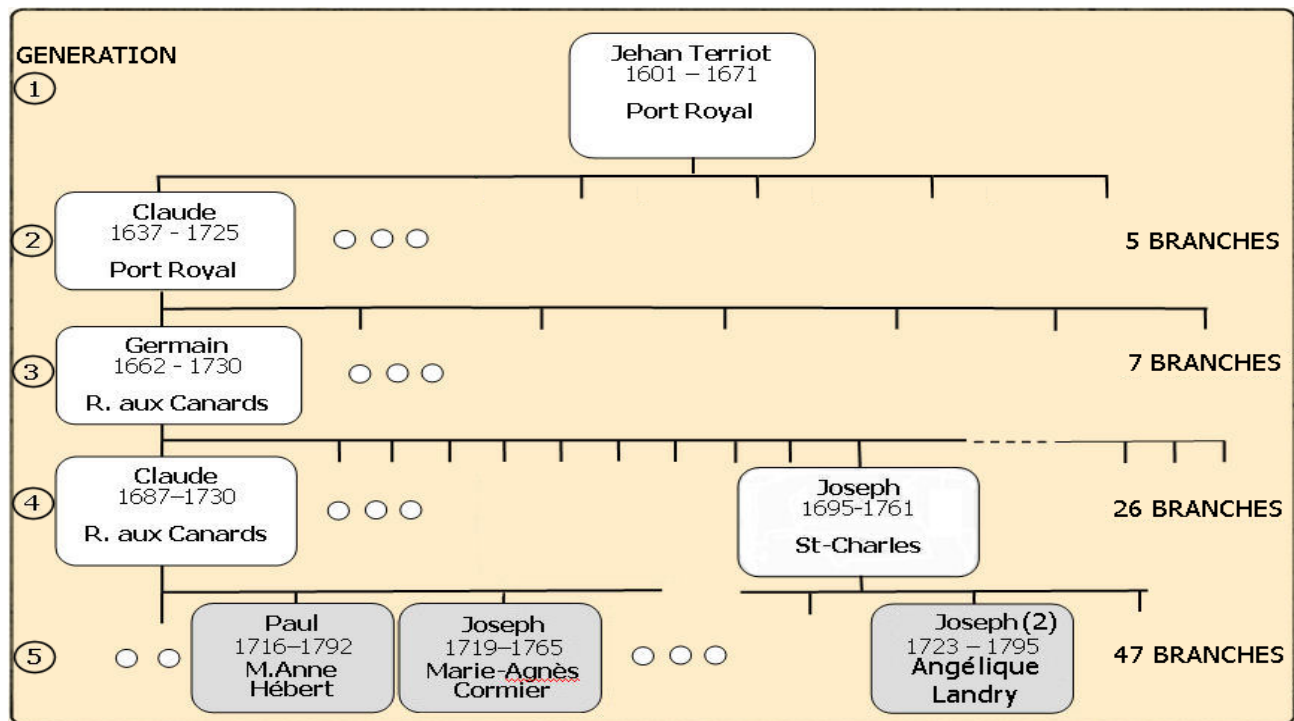 GENERATION
1
Jehan Terriot
1601 – 1671
Port Royal
2
Claude
1637 - 1725
Port Royal
5 BRANCHES
3
Germain
1662 - 1730
R. aux Canards
7 BRANCHES
4
Claude
1687–1730
R. aux Canards
Joseph
1695-1761
St-Charles
26 BRANCHES
5
Paul
1716–1792
M.Anne
Hébert
Joseph
1719–1765
Marie-Agnès
Cormier
Joseph (2)
1723 – 1795
Angélique
Landry
47 BRANCHES